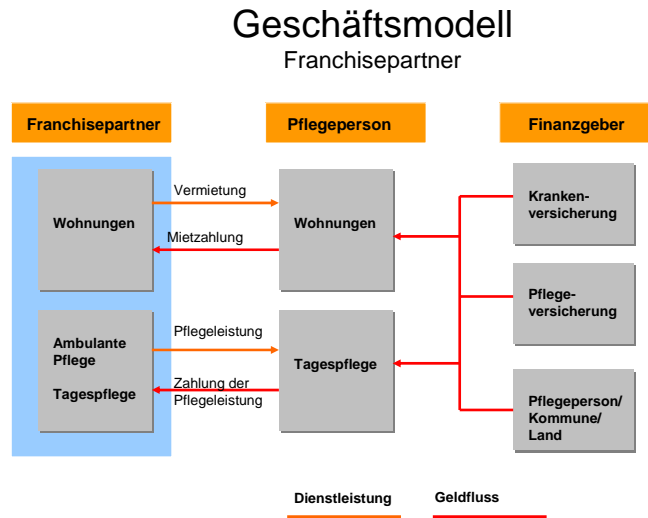 Geschäftsmodell
Franchisepartner
Franchisepartner
Pflegeperson
Finanzgeber
Wohnungen
Vermietung
Mietzahlung
Wohnungen
Kranken-
versicherung
Pflege-
versicherung
Ambulante
Pflege
Tagespflege
Pflegeleistung
Zahlung der
Pflegeleistung
Tagespflege
Pflegeperson/
Kommune/
Land
Dienstleistung
Geldfluss